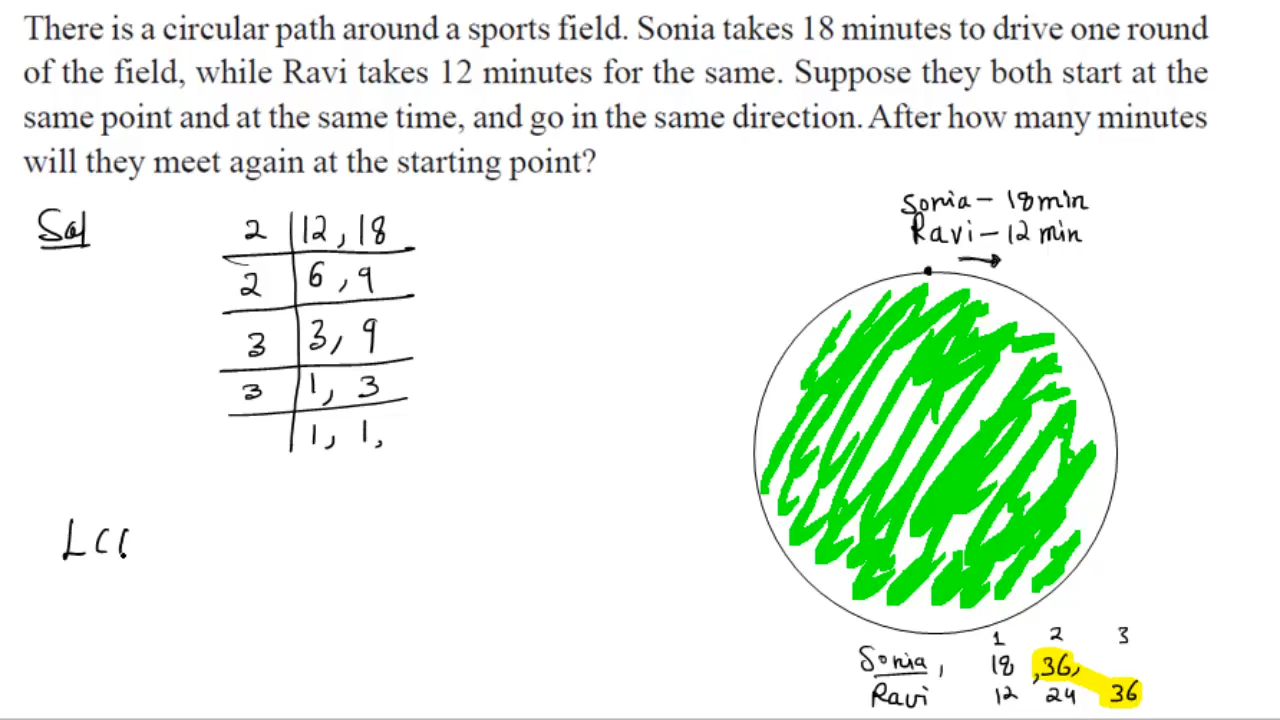 There is a circular path around a sports field. Sonia takes 18 minutes to drive one round
of the field, while Ravi takes 12 minutes for the same. Suppose they both start at the
same point and at the same time, and go in the same direction. After how many minutes
will they meet again at the starting point?
Sol
2 12, 18
2 6, 9
3 3, 9
3 1, 3
1, 1,
LCC
Sonia - 18min
Ravi - 12 min
1 2 3
Sonia, 18, 36,
Ravi 12 24 36